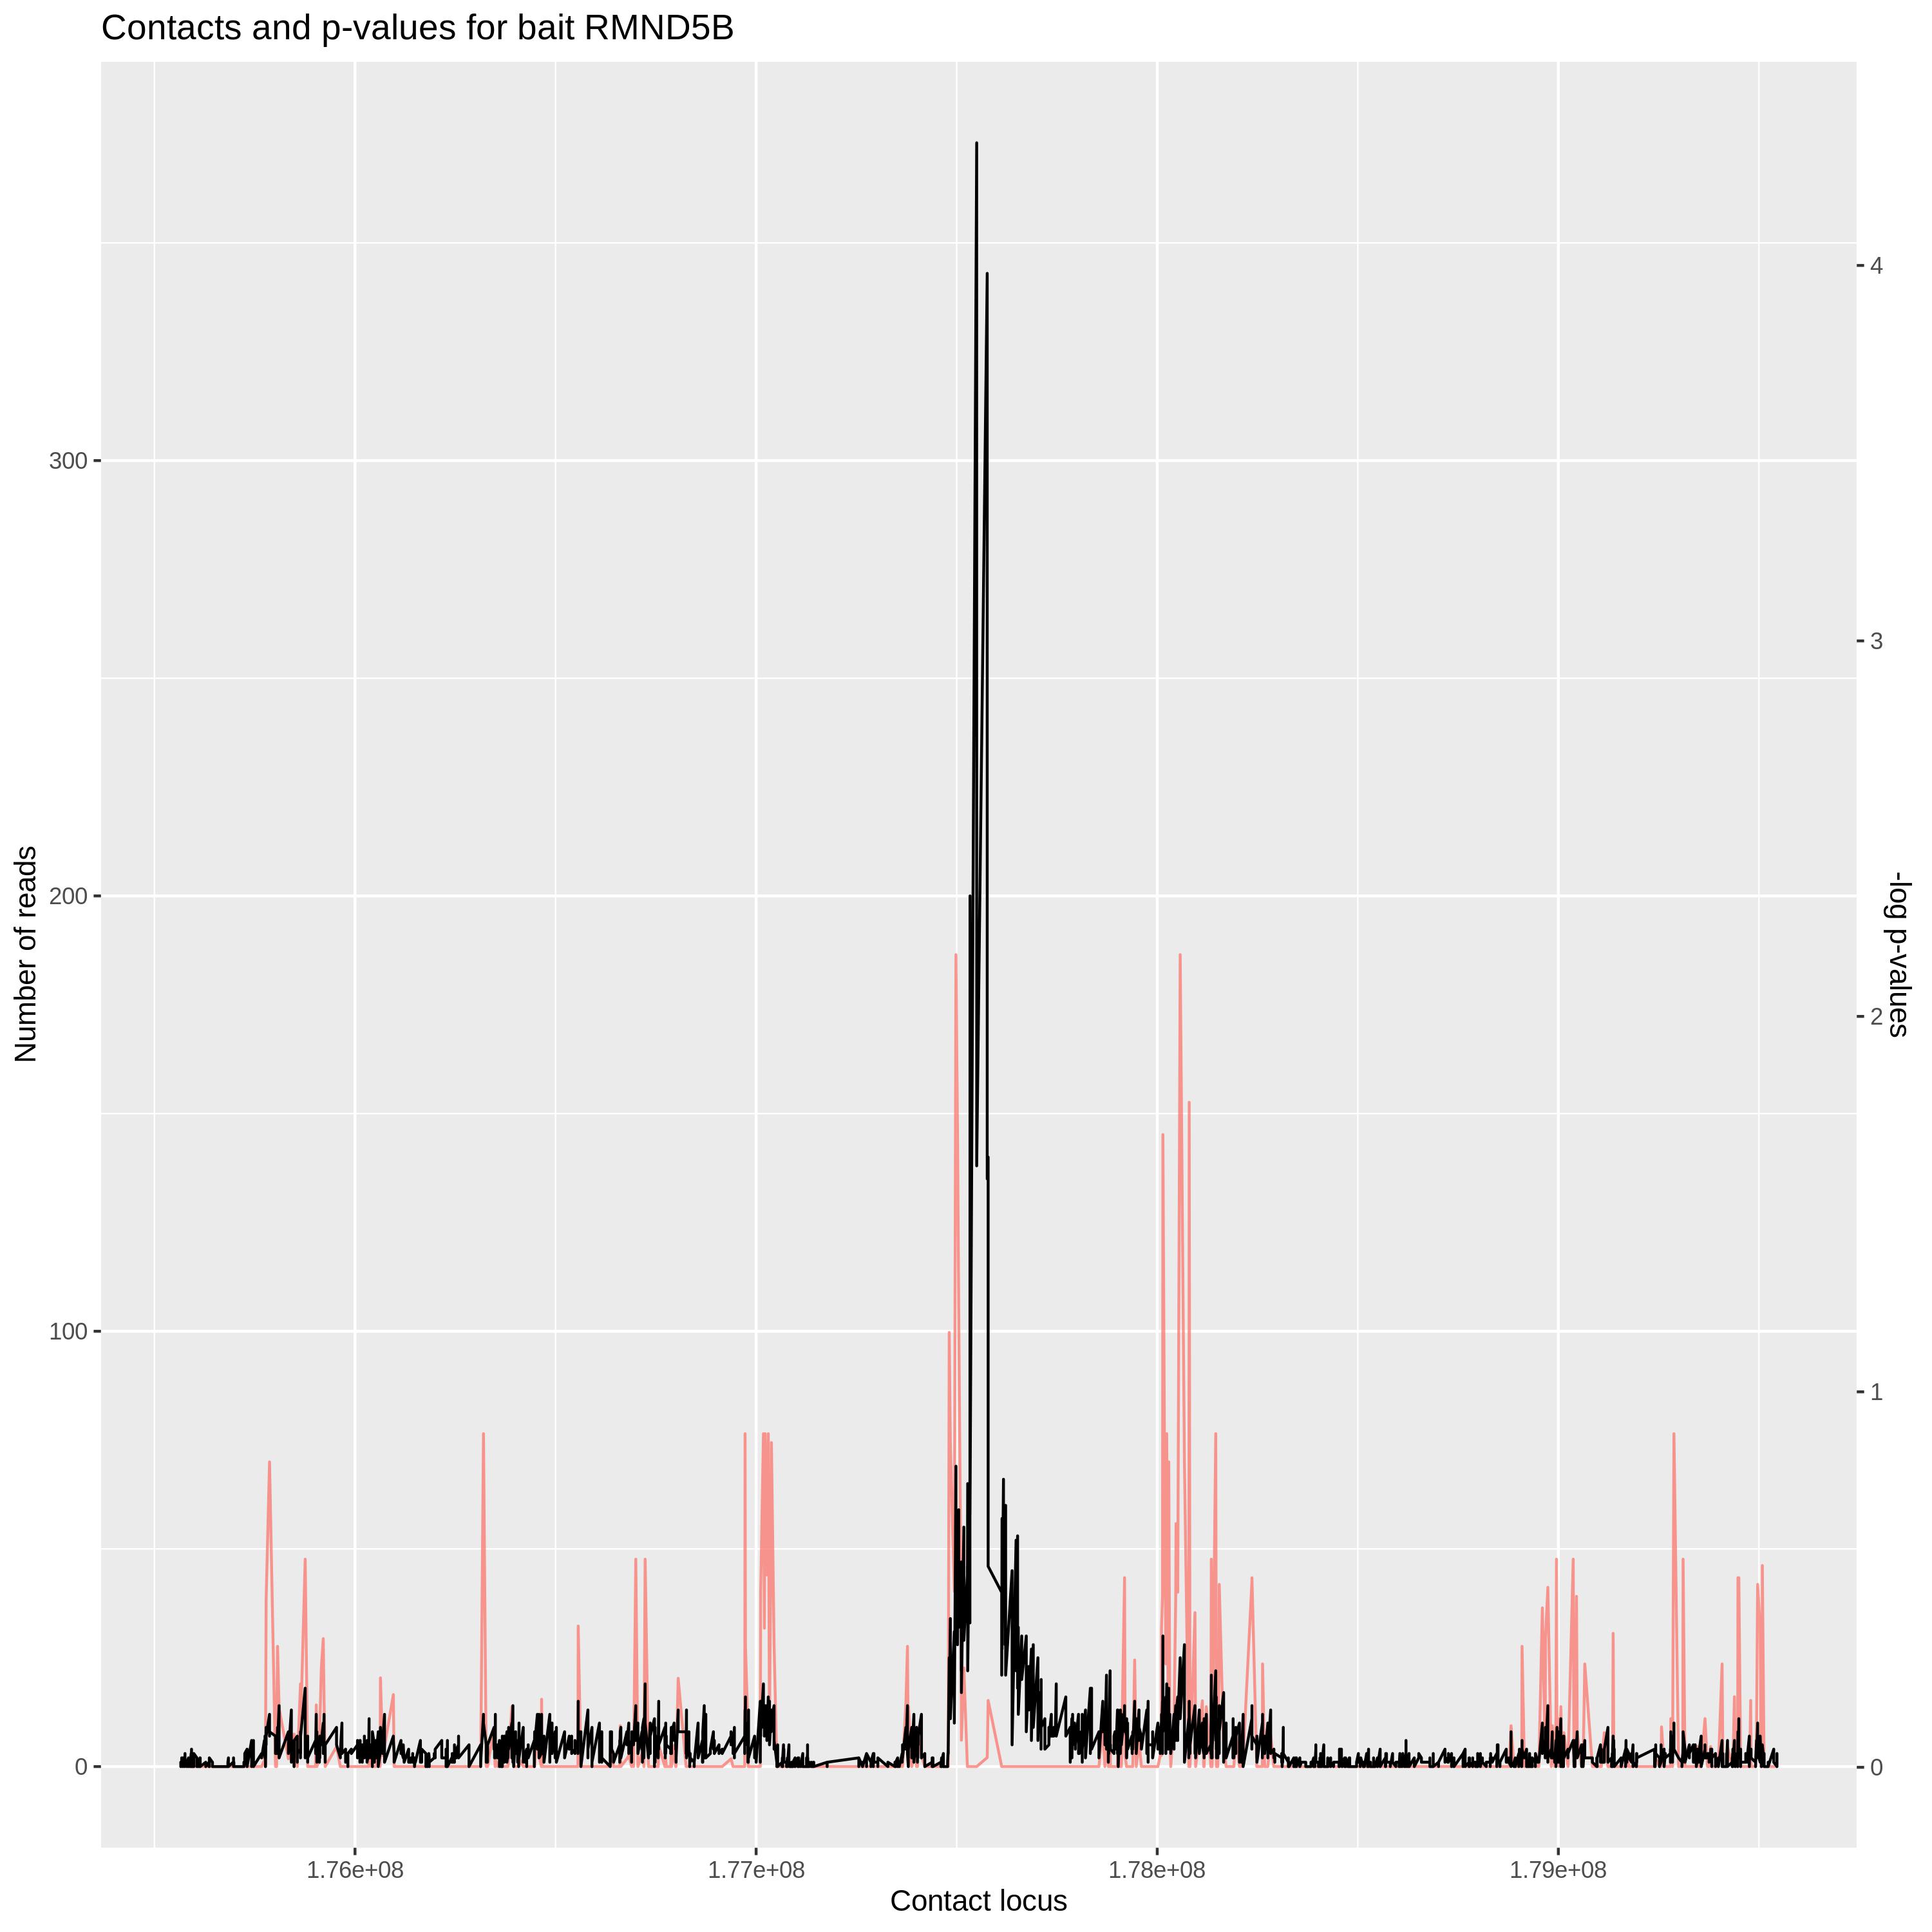 Contacts and p-values for bait RMND5B
Number of reads
300
200
100
0
4
3
2
1
0
-log p-values
1.76e+08
1.77e+08
1.78e+08
1.79e+08
Contact locus